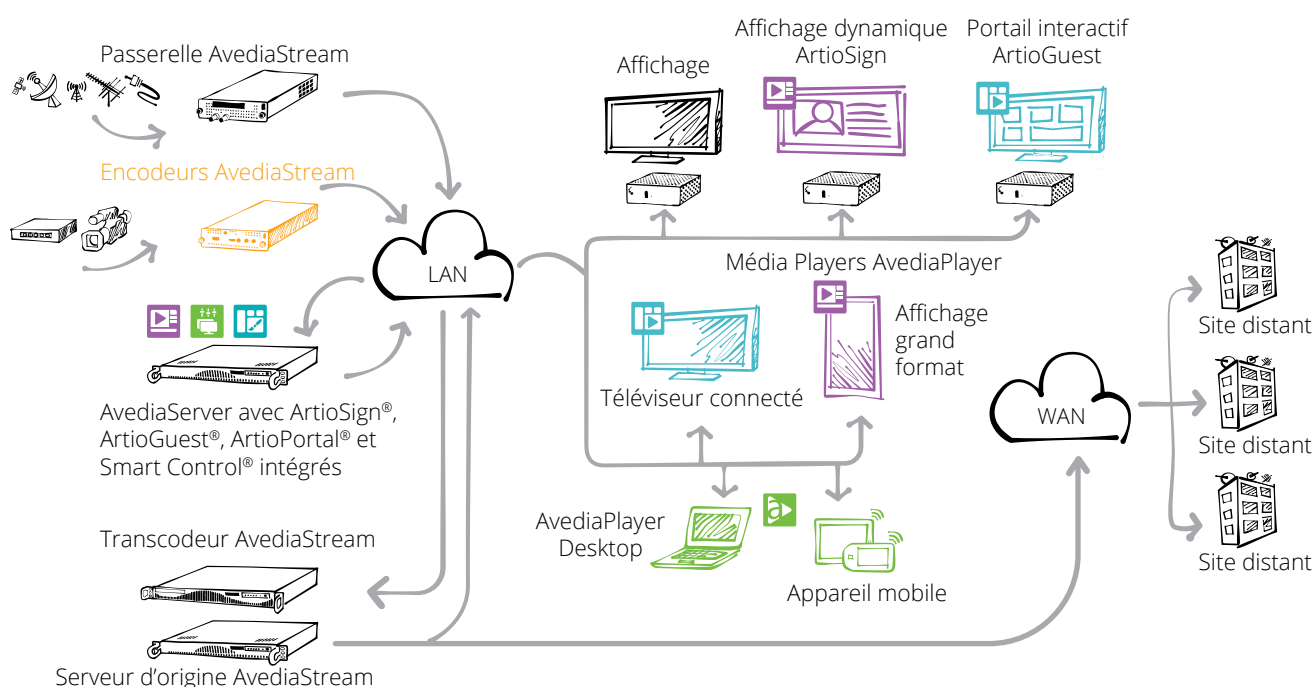 Passerelle AvediaStream
Encodeurs AvediaStream
LAN
AvediaServer avec ArtioSign®,
ArtioGuest®, ArtioPortal® et
Smart Control® intégrés
Transcodeur AvediaStream
Serveur d'origine AvediaStream
Affichage
Affichage dynamique
ArtioSign
Portail interactif
ArtioGuest
Média Players AvediaPlayer
Téléviseur connecté
Affichage
grand
format
AvediaPlayer
Desktop
a
Appareil mobile
WAN
Site distant
Site distant
Site distant